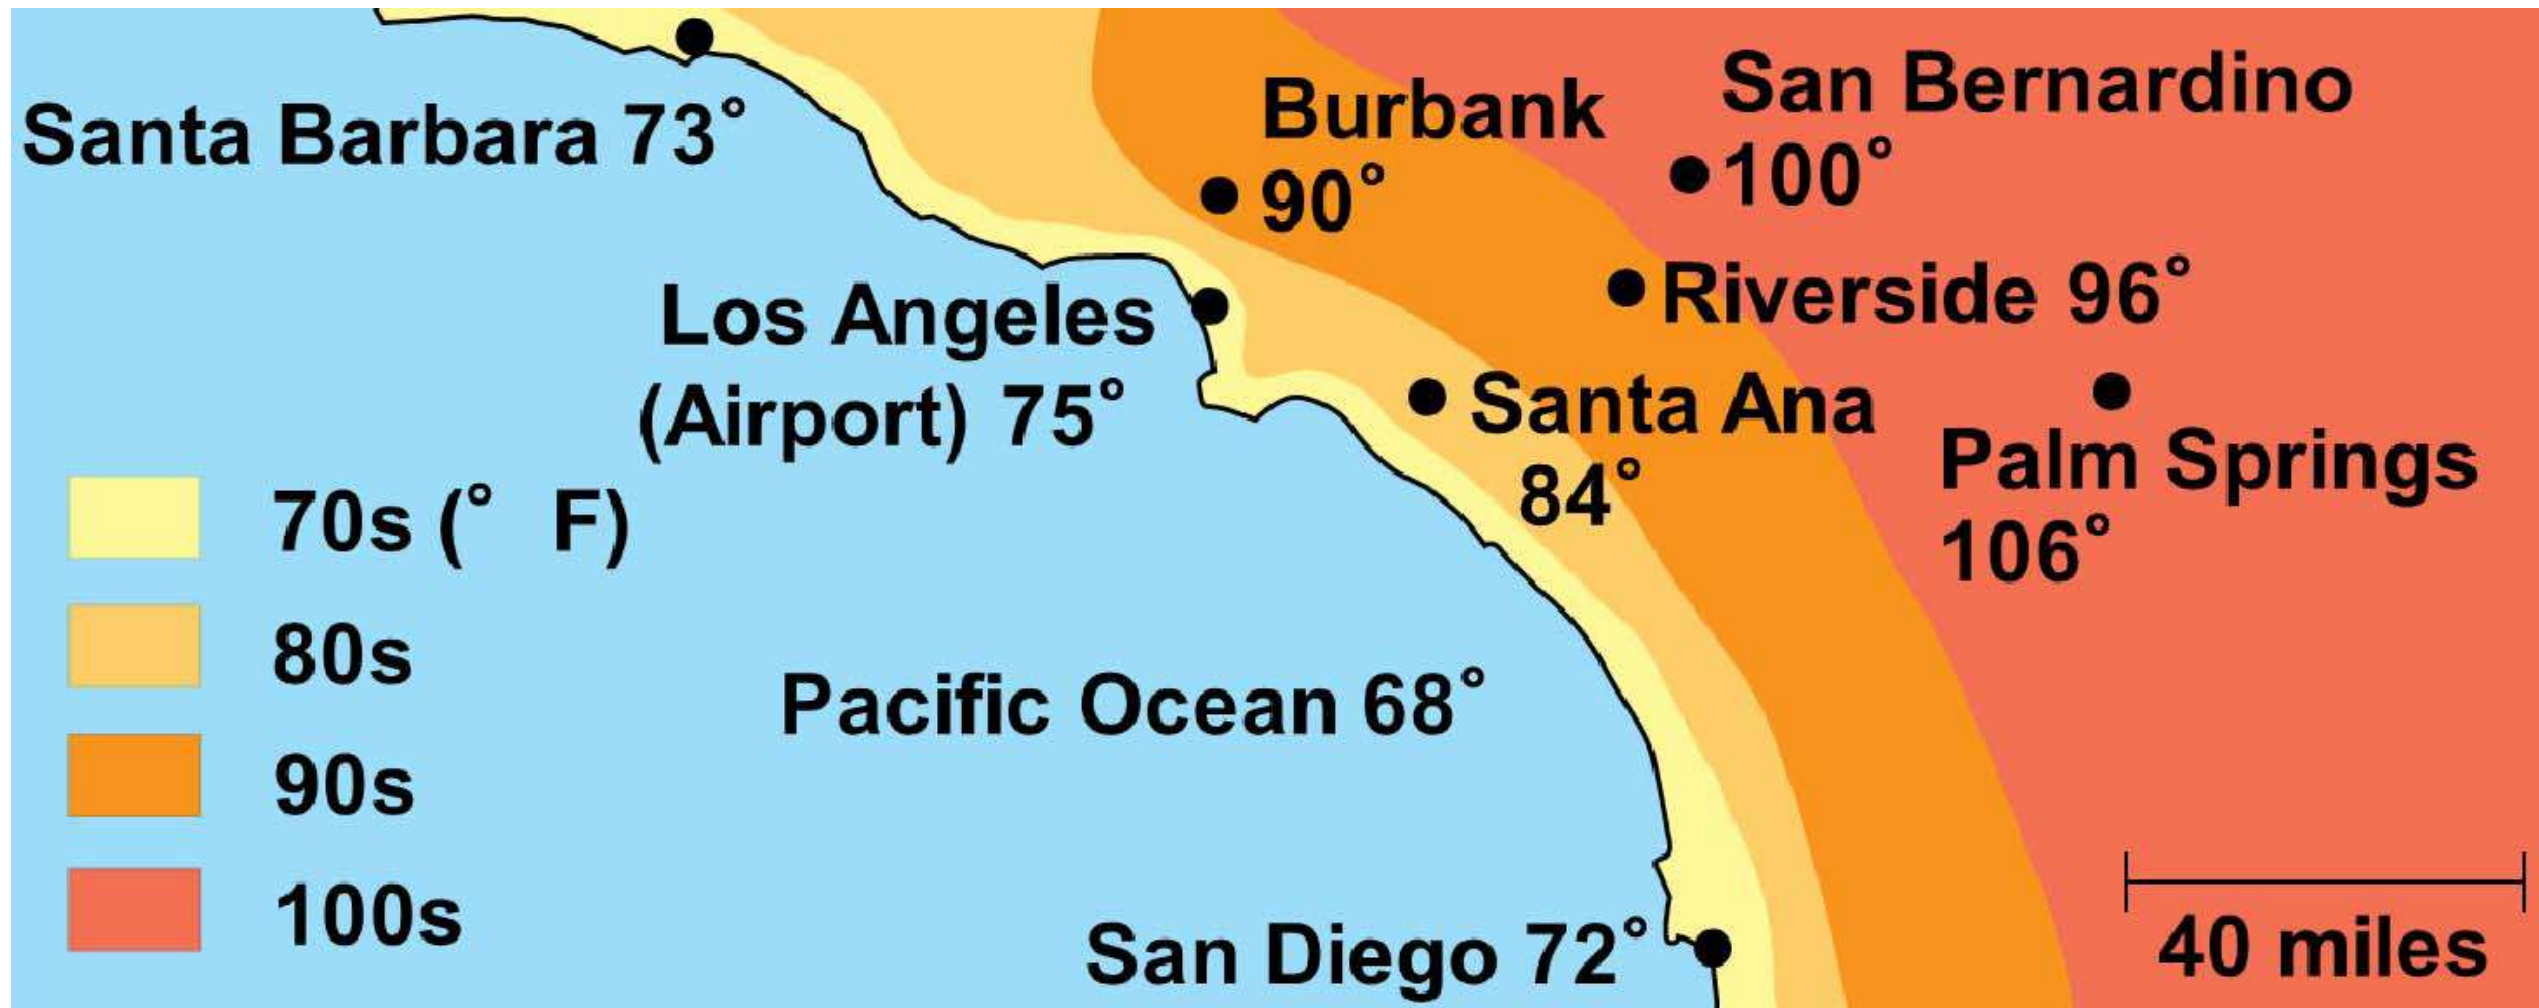 Santa Barbara 73°
Burbank
90°
San Bernardino
100°
Los Angeles
(Airport) 75°
Riverside 96°
Santa Ana
84°
Palm Springs
106°
70s (° F)
80s
90s
100s
Pacific Ocean 68°
San Diego 72°
40 miles